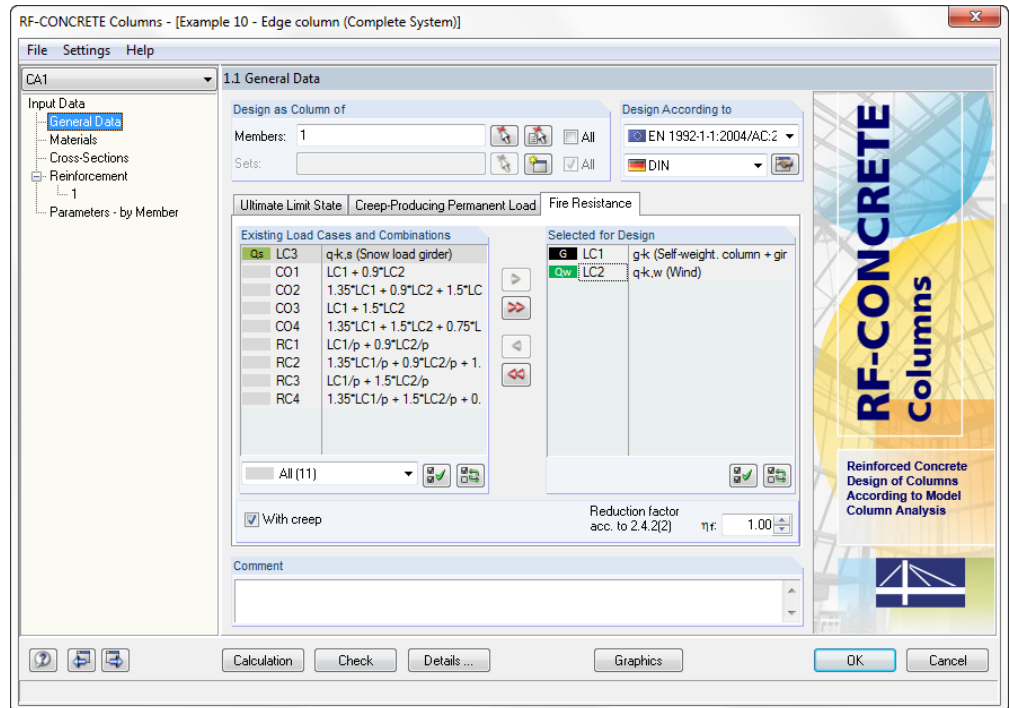 RF-CONCRETE Columns - [Example 10 - Edge column (Complete System)]
File Settings Help
CA1
1.1 General Data
Input Data
General Data
Materials
Cross-Sections
Reinforcement
1
Parameters - by Member
Design as Column of
Members: 1
All
Sets:
All
Design According to
EN 1992-1-1:2004/AC:2
DIN
Ultimate Limit State
Creep-Producing Permanent Load
Fire Resistance
Existing Load Cases and Combinations
Qs LC3 q-k,s (Snow load girder)
CO1 LC1 + 0.9*LC2
CO2 1.35*LC1 + 0.9*LC2 + 1.5*LC
CO3 LC1 + 1.5*LC2
CO4 1.35*LC1 + 1.5*LC2 + 0.75*L
RC1 LC1/p + 0.9*LC2/p
RC2 1.35*LC1/p + 0.9*LC2/p + 1.
RC3 LC1/p + 1.5*LC2/p
RC4 1.35*LC1/p + 1.5*LC2/p + 0.
All (11)
Selected for Design
G LC1 g-k (Self-weight. column + gir
Qw LC2 q-k,w (Wind)
With creep
Reduction factor
acc. to 2.4.2(2) ηf: 1.00
Comment
RF-CONCRETE
Columns
Reinforced Concrete
Design of Columns
According to Model
Column Analysis
Calculation
Check
Details ...
Graphics
OK
Cancel